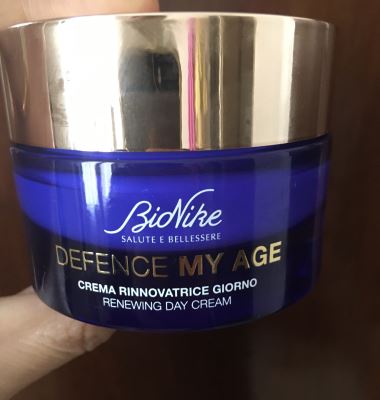 BioNike
SALUTE E BELLESSERE
DEFENCE MY AGE
CREMA RINNOVATRICE GIORNO
RENEWING DAY CREAM